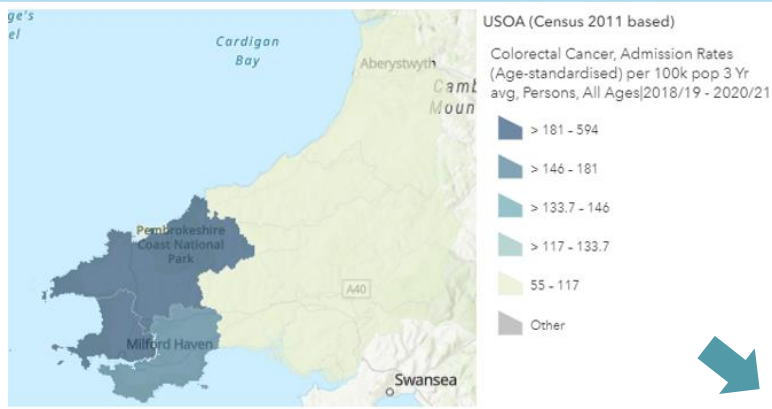 ge's
el
Cardigan
Bay
Aberystwyth
Camb
Moun
Pembrokeshire
Coast National
Park
A40
Milford Haven
Swansea
USOA (Census 2011 based)
Colorectal Cancer, Admission Rates
(Age-standardised) per 100k pop 3 Yr
avg, Persons, All Ages|2018/19 - 2020/21
> 181 - 594
> 146 - 181
> 133.7 - 146
> 117 - 133.7
55 - 117
Other